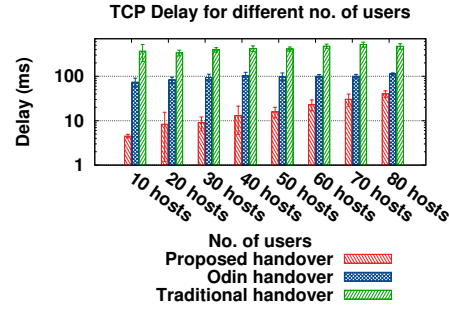 TCP Delay for different no. of users
Delay (ms)
100
10
1
10 hosts
20 hosts
30 hosts
40 hosts
50 hosts
60 hosts
70 hosts
80 hosts
No. of users
Proposed handover
Odin handover
Traditional handover